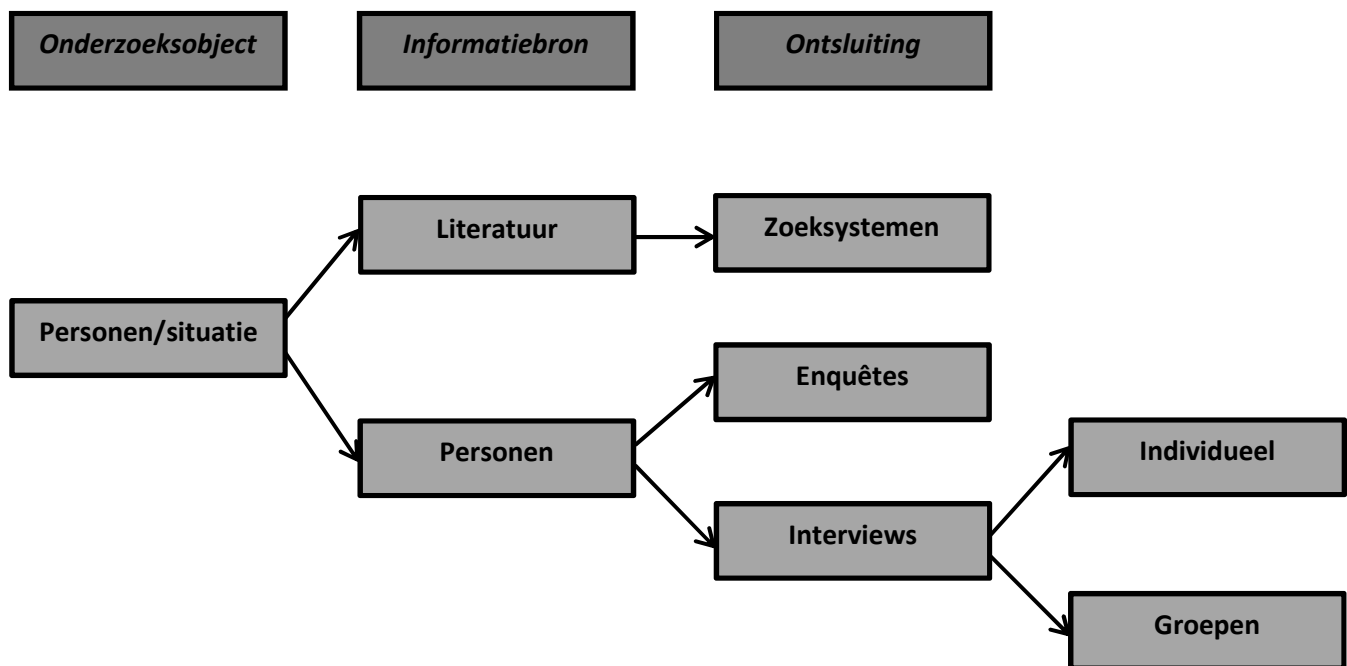 Onderzoeksobject
Informatiebron
Ontsluiting
Literatuur
Zoeksystemen
Personen/situatie
Enquêtes
Personen
Individueel
Interviews
Groepen